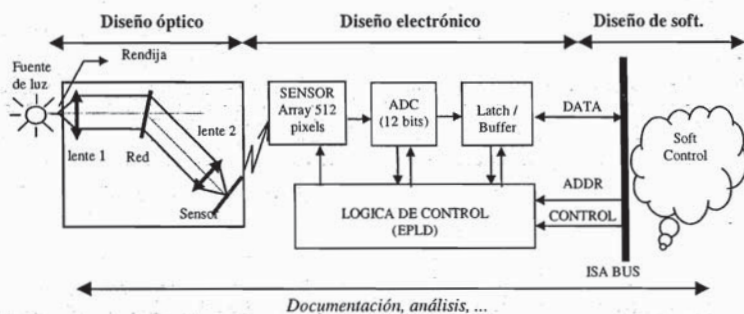 Diseño óptico
Diseño electrónico
Diseño de soft.
Fuente
de luz
Rendija
lente 1
Red
lente 2
Sensor
SENSOR
Array 512
pixels
ADC
(12 bits)
Latch /
Buffer
DATA
Soft
Control
LOGICA DE CONTROL
(EPLD)
ADDR
CONTROL
ISA BUS
Documentación, análisis, ...